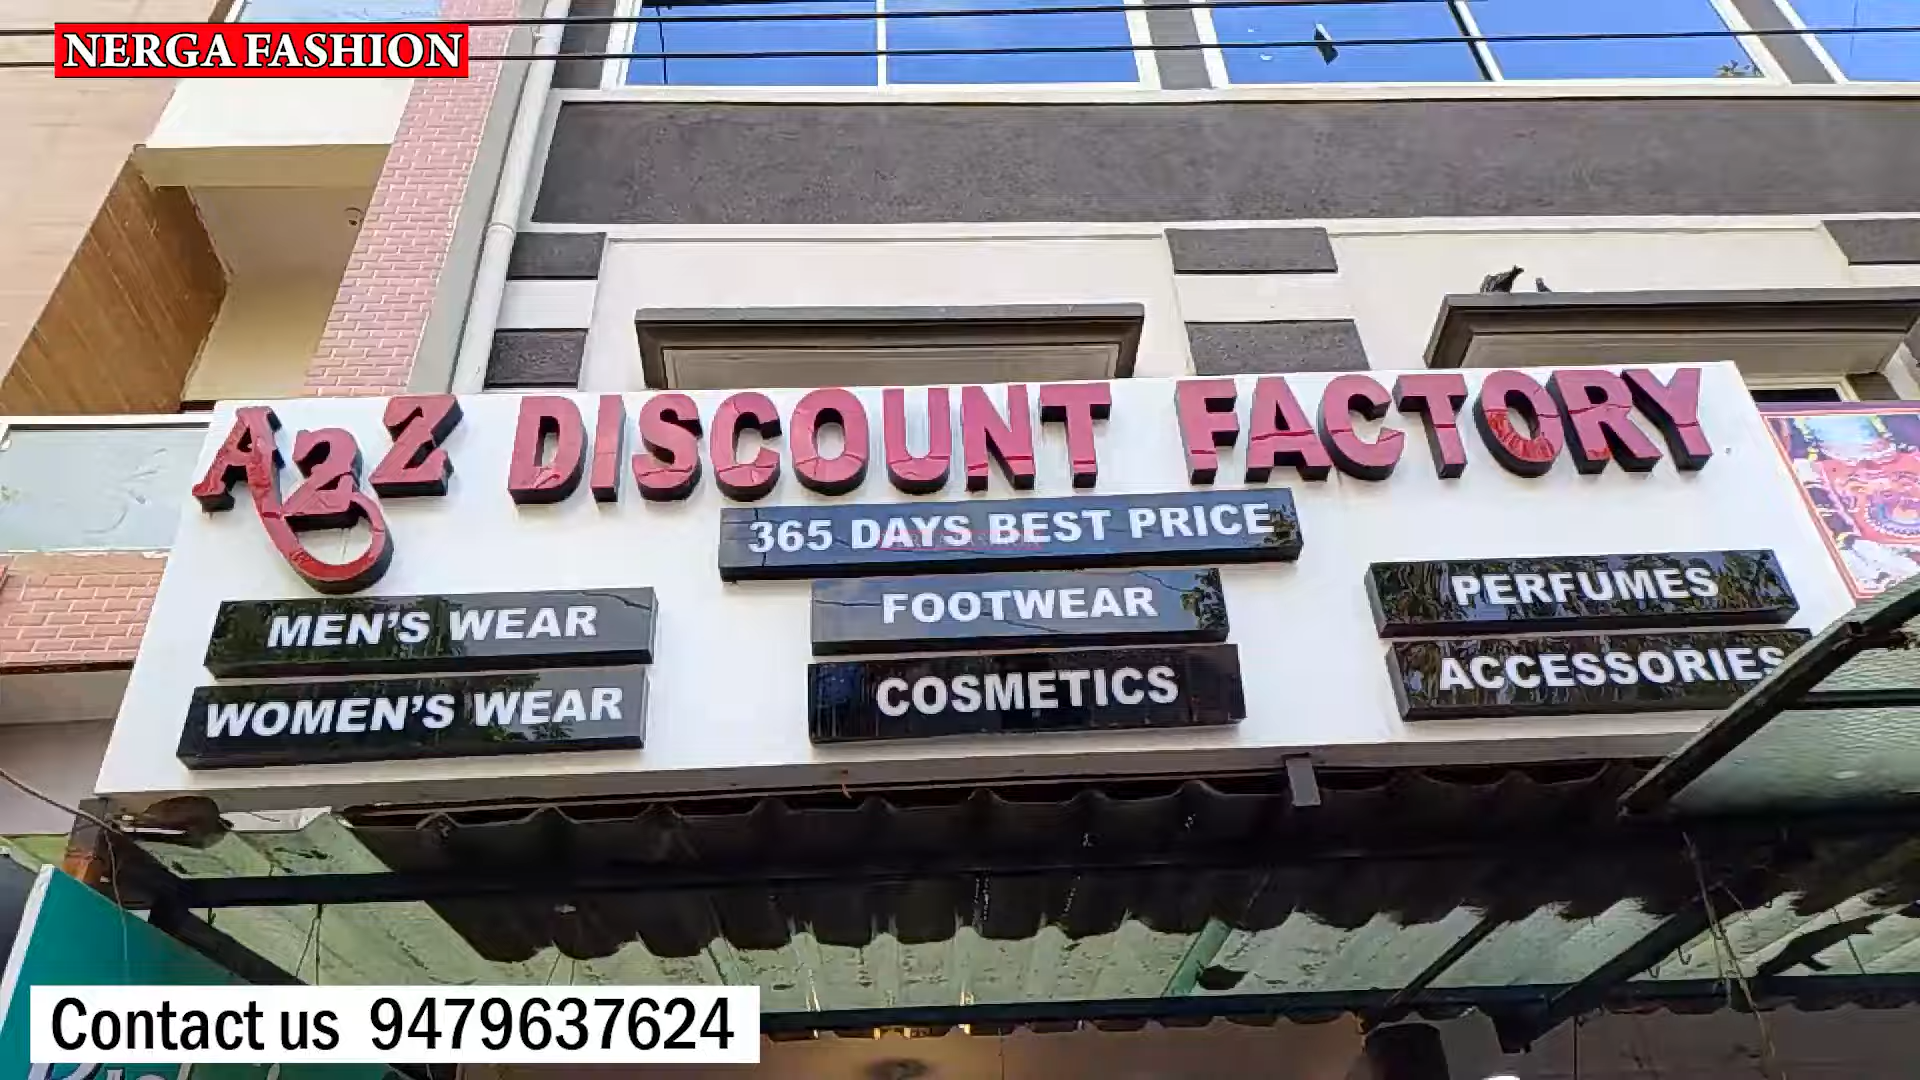 NERGA FASHION
A2Z DISCOUNT FACTORY
365 DAYS BEST PRICE
MEN'S WEAR
FOOTWEAR
PERFUMES
WOMEN'S WEAR
COSMETICS
ACCESSORIES
Contact us 9479637624